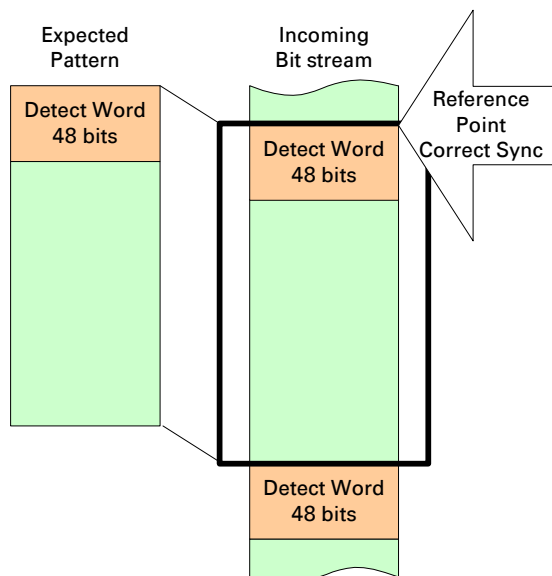 Expected
Pattern
Incoming
Bit stream
Detect Word
48 bits
Detect Word
48 bits
Reference
Point
Correct Sync
Detect Word
48 bits